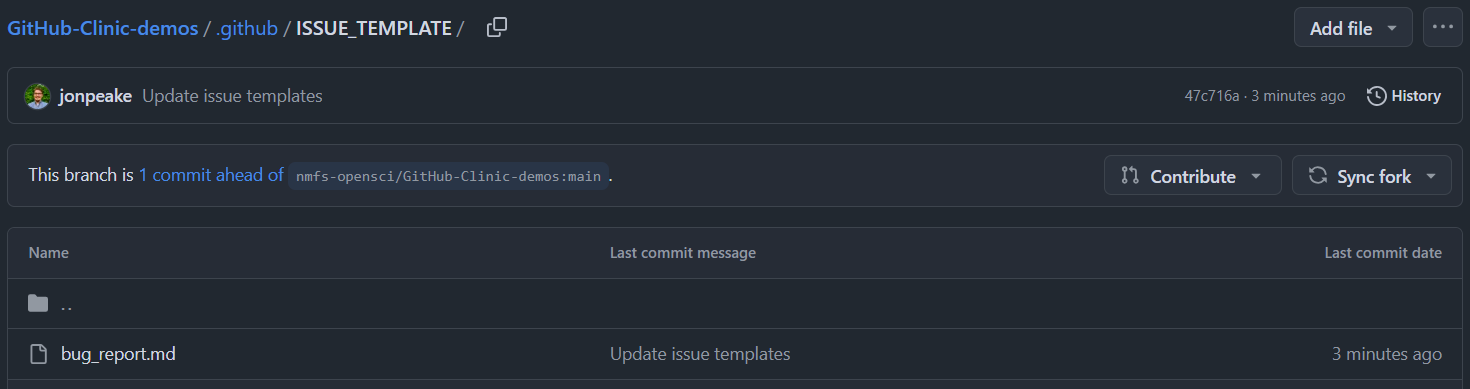 GitHub-Clinic-demos / .github / ISSUE_TEMPLATE /
Add file
jonpeake Update issue templates
47c716a · 3 minutes ago
History
This branch is 1 commit ahead of nmfs-opensci/GitHub-Clinic-demos:main.
Contribute
Sync fork
Name Last commit message Last commit date
..
bug_report.md Update issue templates 3 minutes ago